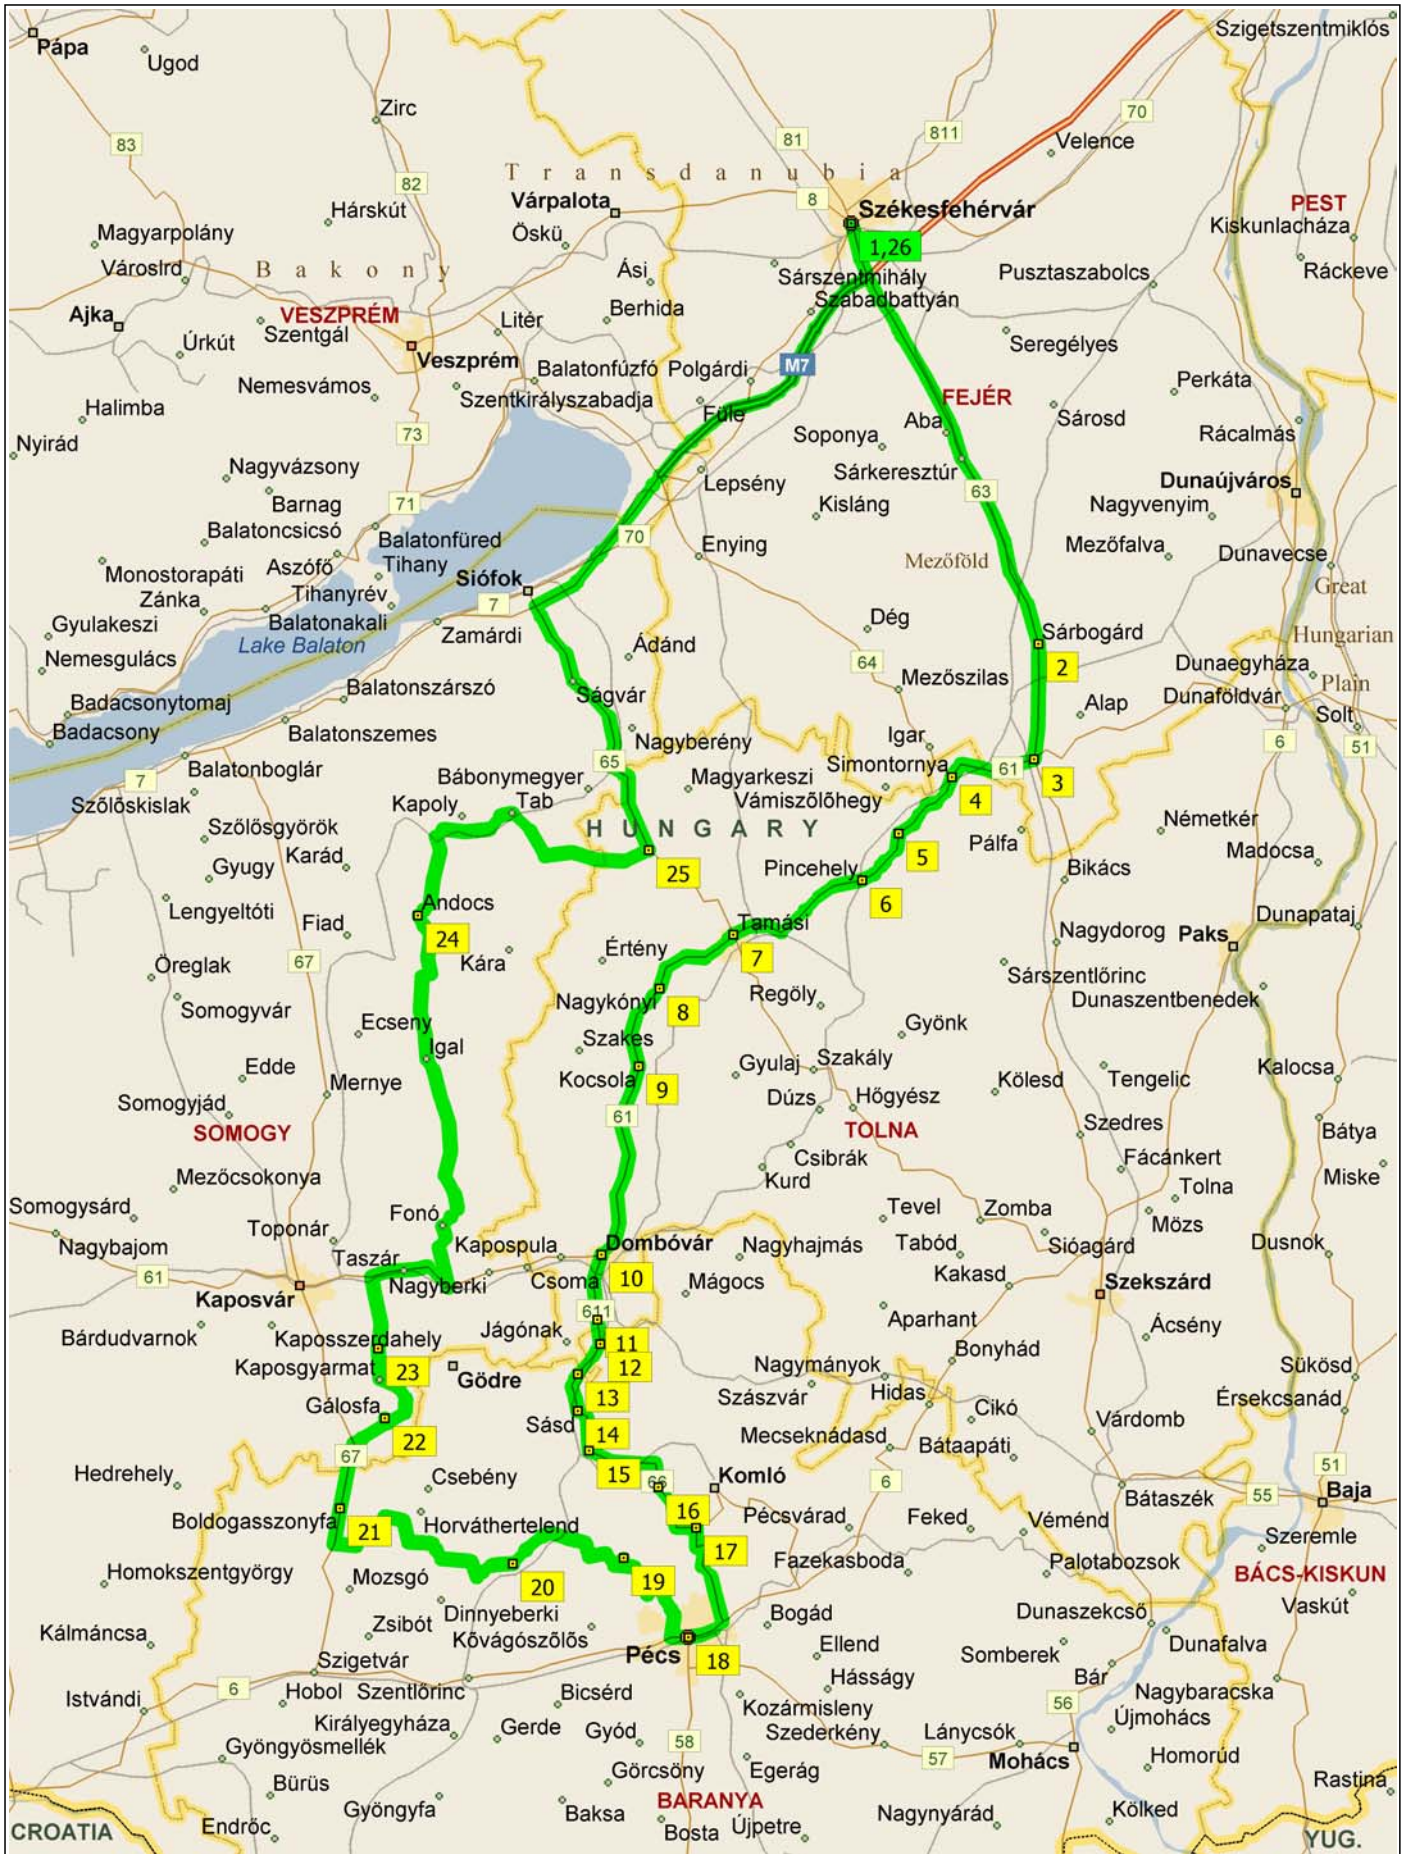 Szigetszentmiklós
Pápa
Ugod
Zirc
70
83
81
811
Velence
T r a n s d a n u b i a
82
Várpalota
8
Székesfehérvár
PEST
Hárskút
Kiskunlacháza
Magyarpolány
Öskü
1,26
Városlrd
B a k o n y
Ási
Sárszentmihály
Pusztaszabolcs
Ráckeve
Szabadbattyán
Ajka
VESZPRÉM
Berhida
Litér
Szentgál
Úrkút
Veszprém
Seregélyes
M7
Balatonfúzfó
Polgárdi
Nemesvámos
Szentkirályszabadja
Perkáta
FEJÉR
Halimba
Füle
Aba
Sárosd
Nyirád
73
Soponya
Rácalmás
Nagyvázsony
Sárkeresztúr
Lepsény
Dunaújváros
Barnag
71
63
Kisláng
Nagyvenyim
Balatoncsicsó
Balatonfüred
70
Enying
Mezőfalva
Aszófő
Tihany
Mezőföld
Dunavecse
Monostorapáti
Siófok
Great
Zánka
Tihanyrév
7
Gyulakeszi
Balatonakali
Dég
Lake Balaton
Zamárdi
Sárbogárd
Hungarian
Nemesgulács
Ádánd
64
2
Dunaegyháza
Mezőszilas
Plain
Badacsonytomaj
Balatonszárszó
Ságvár
Dunaföldvár
Badacsony
Alap
Solt
Balatonszemes
Nagyberény
Igar
6
51
Balatonboglár
65
Simontornya
61
3
7
Bábonymegyer
Magyarkeszi
Szőlőskislak
Kapoly
Tab
Vámiszőlőhegy
4
Szőlősgyörök
H U N G A R Y
Németkér
Karád
5
Pálfa
Gyugy
25
Pincehely
Bikács
Madocsa
6
Lengyeltóti
Andocs
Tamási
Dunapataj
Fiad
24
Nagydorog
Paks
67
Kára
Értény
7
Öreglak
Sárszentlőrinc
Somogyvár
Nagykónyi
8
Regöly
Dunaszentbenedek
Ecseny
Gyönk
Igal
Szakes
Edde
Gyulaj
Szakály
Kalocsa
Mernye
Kocsola
9
Kölesd
Tengelic
Somogyjád
Dúzs
Hőgyész
SOMOGY
61
TOLNA
Szedres
Bátya
Csibrák
Fácánkert
Mezőcsokonya
Kurd
Miske
Tolna
Somogysárd
Fonó
Tevel
Zomba
Toponár
Mözs
Nagybajom
Kapospula
Dombóvár
Nagyhajmás
Tabód
Sióagárd
Dusnok
Taszár
61
Nagyberki
Csoma
10
Mágocs
Kakasd
Szekszárd
Kaposvár
611
Aparhant
Bárdudvarnok
Kaposszerdahely
Jágónak
11
Ácsény
Bonyhád
Kaposgyarmat
23
Gödre
12
Nagymányok
Sükösd
Szászvár
Hidas
Gálosfa
13
Érsekcsanád
Sásd
Cikó
22
14
Mecseknádasd
Várdomb
67
Bátaapáti
Hedrehely
Csebény
15
66
Komló
6
51
55
Baja
Boldogasszonyfa
21
Horváthertelend
16
Pécsvárad
Feked
Véménd
Bátaszék
17
Szeremle
Homokszentgyörgy
Fazekasboda
Palotabozsok
Mozsgó
20
19
BÁCS-KISKUN
Dinnyeberki
Bogád
Dunaszekcső
Vaskút
Kálmáncsa
Zsibót
Kővágószőlős
Ellend
Dunafalva
Szigetvár
Pécs
18
Somberek
Hásságy
Bár
6
Hobol
Szentlőrinc
Bicsérd
Nagybaracska
Istvándi
Kozármisleny
56
Királyegyháza
Gerde
Gyód
Szederkény
Lánycsók
Újmohács
58
57
Mohács
Gyöngyösmellék
Homorúd
Görcsöny
Egerág
Bürüs
Rastina
Gyöngyfa
Baksa
BARANYA
Nagynyárád
Kölked
CROATIA
Endrőc
Bosta
Újpetre
YUG.